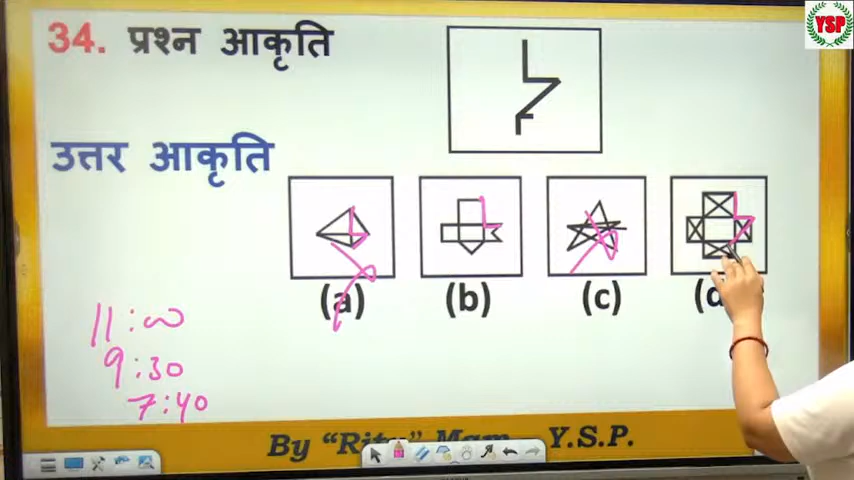 YSP
34. प्रश्न आकृति
उत्तर आकृति
(a) (b) (c)
11:00
9:30
7:40
By "Ritu" Mam Y.S.P.